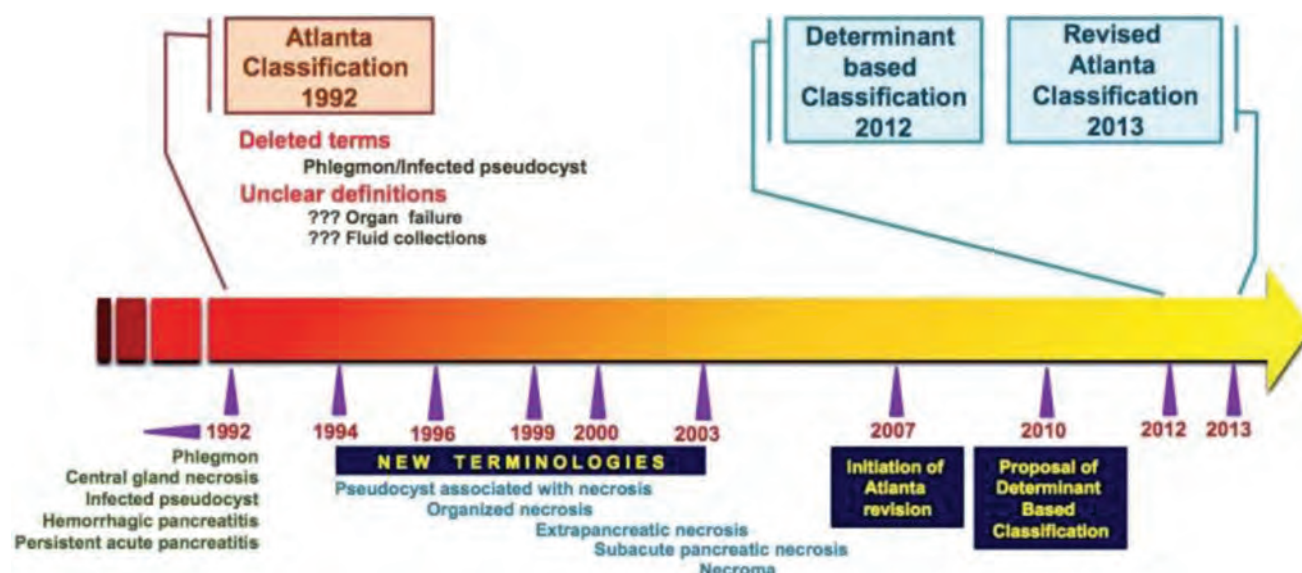 Atlanta
Classification
1992
Deleted terms
Phlegmon/Infected pseudocyst
Unclear definitions
??? Organ failure
??? Fluid collections
Determinant
based
Classification
2012
Revised
Atlanta
Classification
2013
1992
1994
1996
1999
2000
2003
2007
2010
2012
2013
Phlegmon
Central gland necrosis
Infected pseudocyst
Hemorrhagic pancreatitis
Persistent acute pancreatitis
NEW TERMINOLOGIES
Pseudocyst associated with necrosis
Organized necrosis
Extrapancreatic necrosis
Subacute pancreatic necrosis
Necroma
Initiation of
Atlanta
revision
Proposal of
Determinant
Based
Classification